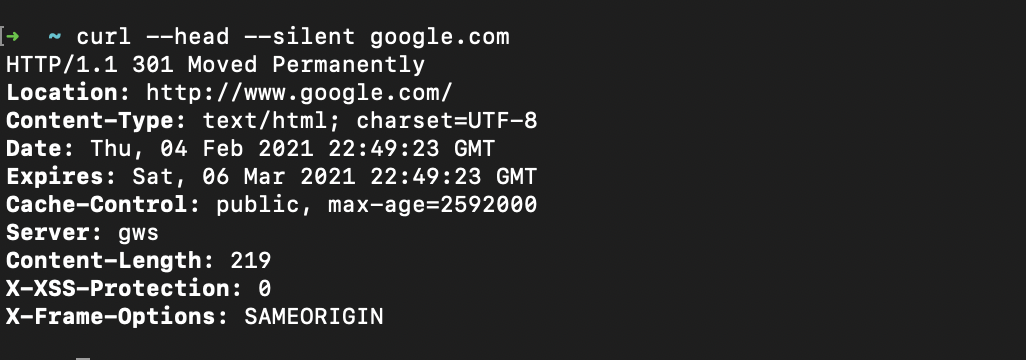 ➜ ~ curl --head --silent google.com
HTTP/1.1 301 Moved Permanently
Location: http://www.google.com/
Content-Type: text/html; charset=UTF-8
Date: Thu, 04 Feb 2021 22:49:23 GMT
Expires: Sat, 06 Mar 2021 22:49:23 GMT
Cache-Control: public, max-age=2592000
Server: gws
Content-Length: 219
X-XSS-Protection: 0
X-Frame-Options: SAMEORIGIN